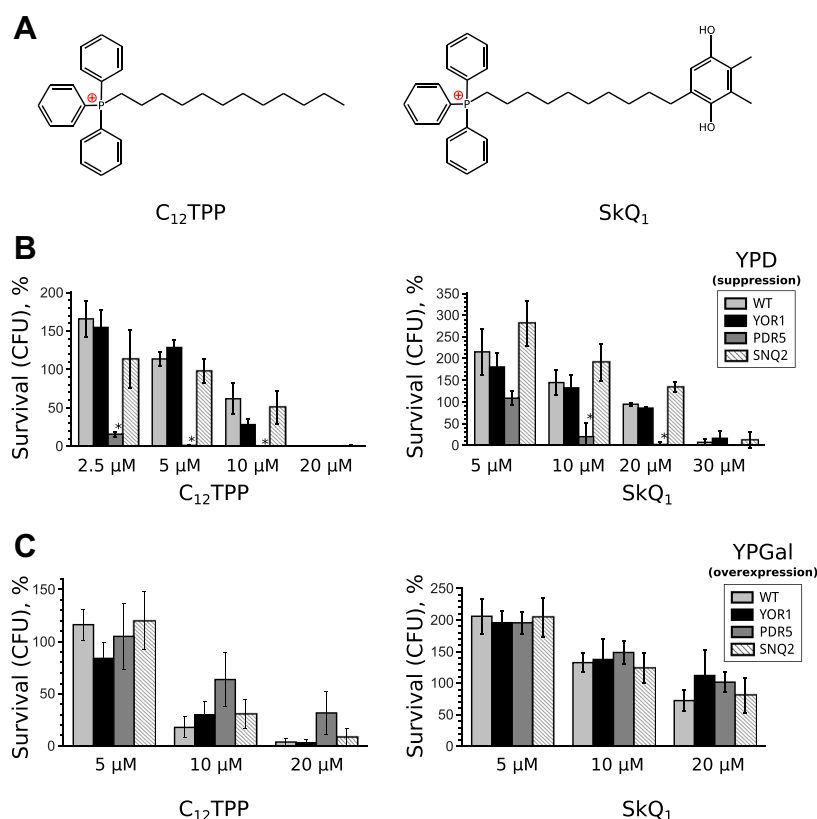 A
P
⊕
C₁₂TPP
P
⊕
HO
HO
SkQ₁
B
Survival (CFU), %
200
150
100
50
0
*
*
*
2.5 µM 5 µM 10 µM 20 µM
C₁₂TPP
Survival (CFU), %
350
300
250
200
150
100
50
0
*
*
5 µM 10 µM 20 µM 30 µM
SkQ₁
YPD
(suppression)
WT
YOR1
PDR5
SNQ2
C
Survival (CFU), %
150
100
50
0
5 µM 10 µM 20 µM
C₁₂TPP
Survival (CFU), %
250
200
150
100
50
0
5 µM 10 µM 20 µM
SkQ₁
YPGal
(overexpression)
WT
YOR1
PDR5
SNQ2